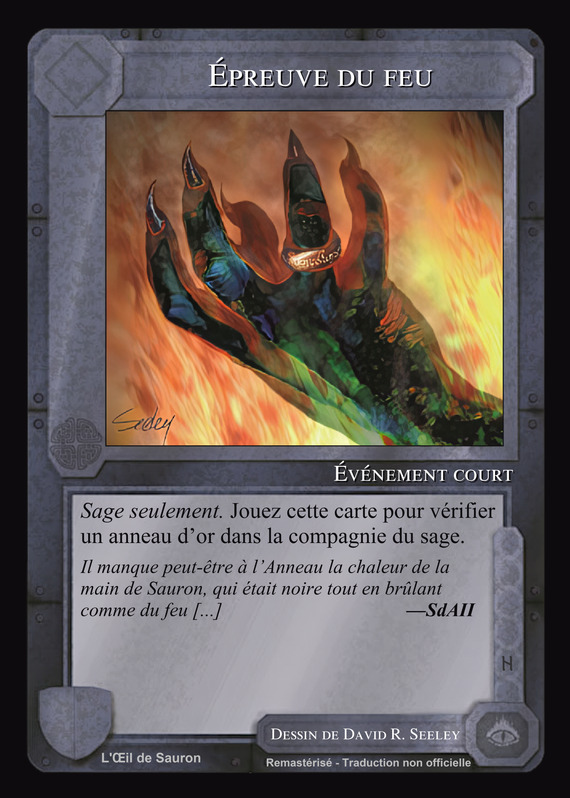 Épreuve du feu
Seeley
Événement court
Sage seulement. Jouez cette carte pour vérifier
un anneau d’or dans la compagnie du sage.
Il manque peut-être à l’Anneau la chaleur de la
main de Sauron, qui était noire tout en brûlant
comme du feu [...] —SdAII
Dessin de David R. Seeley
L'Œil de Sauron
Remastérisé - Traduction non officielle